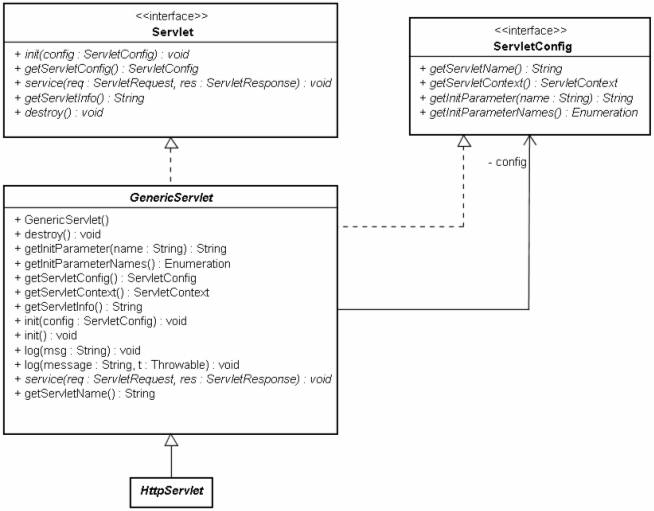 <<interface>>
Servlet
+ init(config : ServletConfig) : void
+ getServletConfig() : ServletConfig
+ service(req : ServletRequest, res : ServletResponse) : void
+ getServletInfo() : String
+ destroy() : void
<<interface>>
ServletConfig
+ getServletName() : String
+ getServletContext() : ServletContext
+ getInitParameter(name : String) : String
+ getInitParameterNames() : Enumeration
- config
GenericServlet
+ GenericServlet()
+ destroy() : void
+ getInitParameter(name : String) : String
+ getInitParameterNames() : Enumeration
+ getServletConfig() : ServletConfig
+ getServletContext() : ServletContext
+ getServletInfo() : String
+ init(config : ServletConfig) : void
+ init() : void
+ log(msg : String) : void
+ log(message : String, t : Throwable) : void
+ service(req : ServletRequest, res : ServletResponse) : void
+ getServletName() : String
HttpServlet